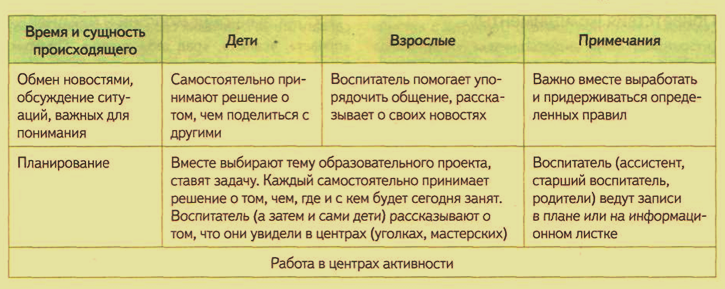 Время и сущность
происходящего
Дети
Взрослые
Примечания
Обмен новостями,
обсуждение ситу-
аций, важных для
понимания
Самостоятельно при-
нимают решение о
том, чем поделиться с
другими
Воспитатель помогает упо-
рядочить общение, расска-
зывает о своих новостях
Важно вместе выработать
и придерживаться опреде-
ленных правил
Планирование
Вместе выбирают тему образовательного проекта,
ставят задачу. Каждый самостоятельно принимает
решение о том, чем, где и с кем будет сегодня занят.
Воспитатель (а затем и сами дети) рассказывают о
том, что они увидели в центрах (уголках, мастерских)
Воспитатель (ассистент,
старший воспитатель,
родители) ведут записи
в плане или на информаци-
онном листке
Работа в центрах активности